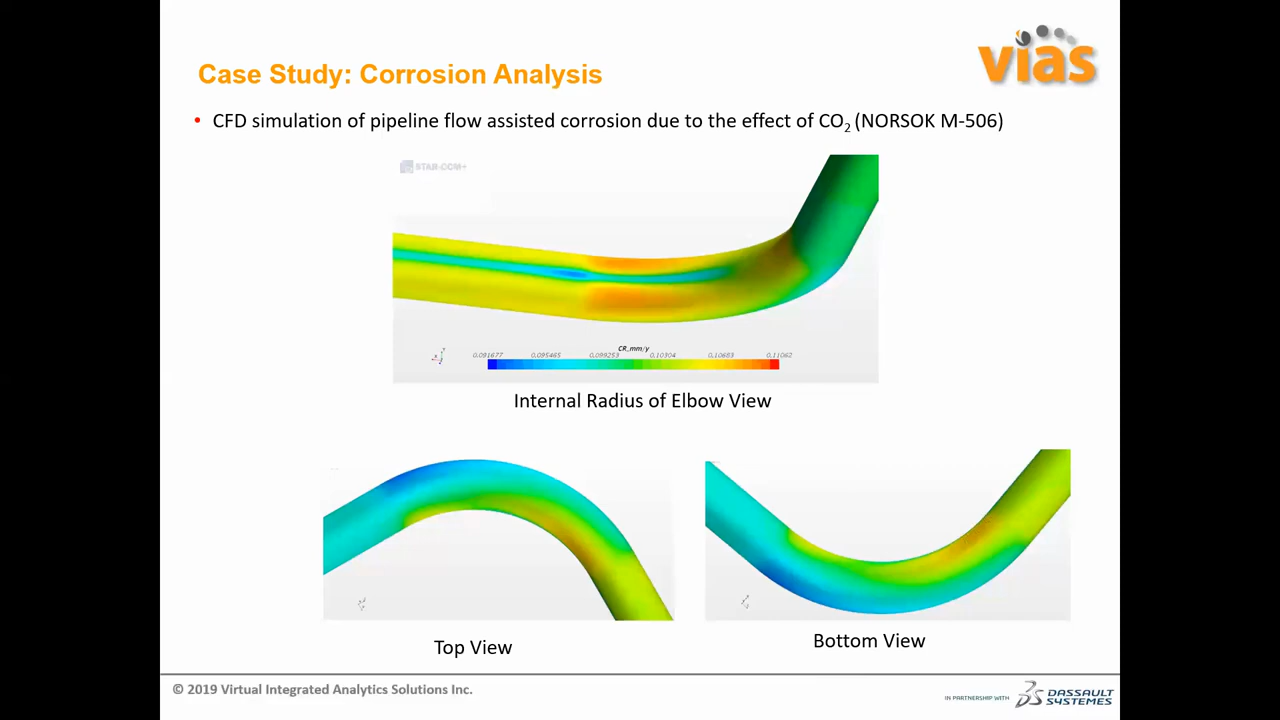 vias
Case Study: Corrosion Analysis
• CFD simulation of pipeline flow assisted corrosion due to the effect of CO2 (NORSOK M-506)
STAR-CCM+
CR_mm/y
0.091677 0.095465 0.099253 0.10304 0.10683 0.11062
Internal Radius of Elbow View
Top View
Bottom View
© 2019 Virtual Integrated Analytics Solutions Inc.
IN PARTNERSHIP WITH
DASSAULT
SYSTEMES